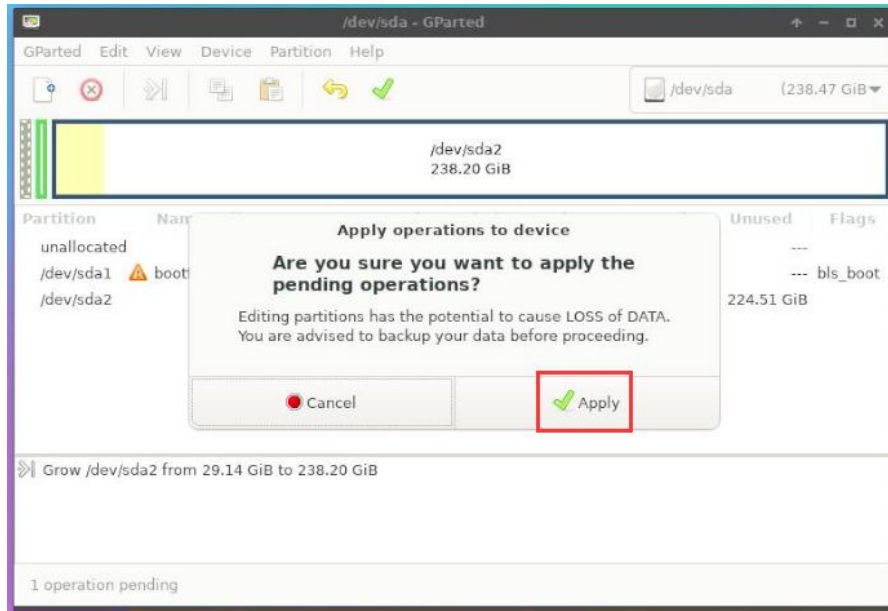 /dev/sda - GParted
GParted Edit View Device Partition Help
/dev/sda (238.47 GiB
/dev/sda2
238.20 GiB
Partition Unused Flags
unallocated ---
/dev/sda1 --- bls_boot
/dev/sda2 224.51 GiB
Apply operations to device
Are you sure you want to apply the
pending operations?
Editing partitions has the potential to cause LOSS of DATA.
You are advised to backup your data before proceeding.
Cancel Apply
Grow /dev/sda2 from 29.14 GiB to 238.20 GiB
1 operation pending